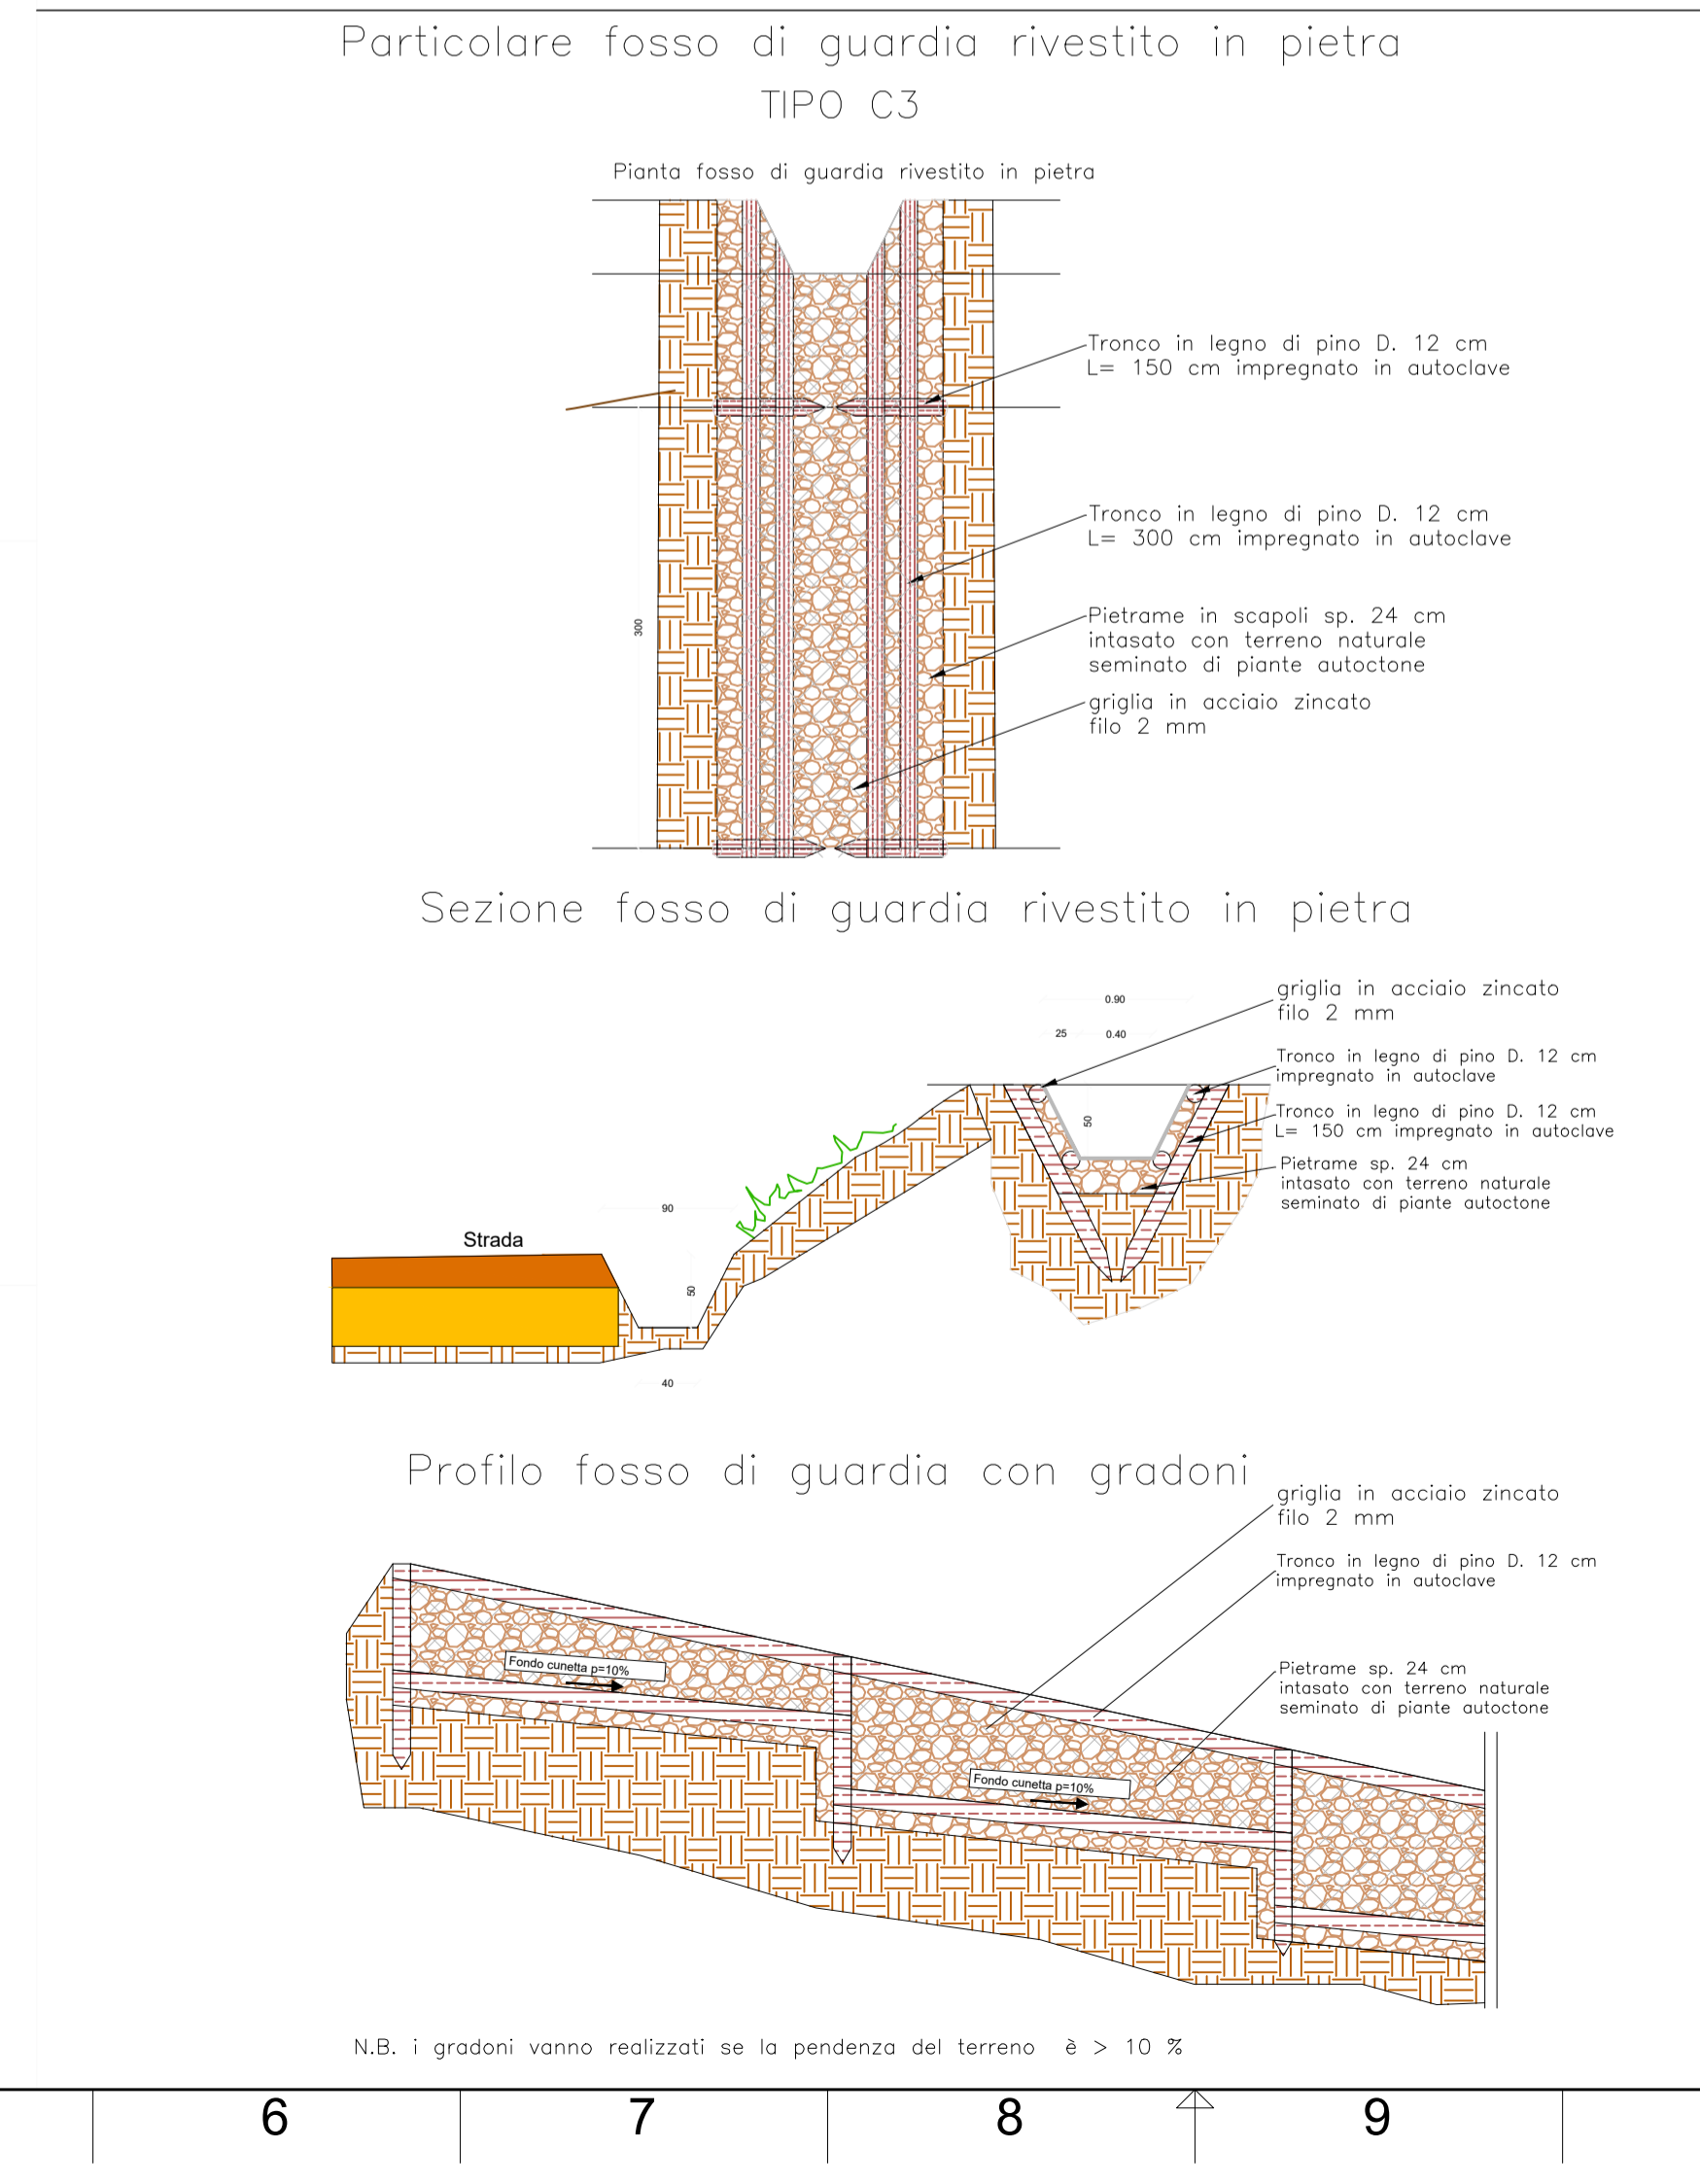 Particolare fosso di guardia rivestito in pietra
TIPO C3
Pianta fosso di guardia rivestito in pietra
Tronco in legno di pino D. 12 cm
L= 150 cm impregnato in autoclave
Tronco in legno di pino D. 12 cm
L= 300 cm impregnato in autoclave
300
Pietrame in scapoli sp. 24 cm
intasato con terreno naturale
seminato di piante autoctone
griglia in acciaio zincato
filo 2 mm
Sezione fosso di guardia rivestito in pietra
griglia in acciaio zincato
filo 2 mm
0.90
25
0.40
Tronco in legno di pino D. 12 cm
impregnato in autoclave
50
Tronco in legno di pino D. 12 cm
L= 150 cm impregnato in autoclave
Pietrame sp. 24 cm
intasato con terreno naturale
seminato di piante autoctone
90
Strada
50
40
Profilo fosso di guardia con gradoni
griglia in acciaio zincato
filo 2 mm
Tronco in legno di pino D. 12 cm
impregnato in autoclave
Fondo cunetta p=10%
Pietrame sp. 24 cm
intasato con terreno naturale
seminato di piante autoctone
Fondo cunetta p=10%
N.B. i gradoni vanno realizzati se la pendenza del terreno è > 10 %
6
7
8
9